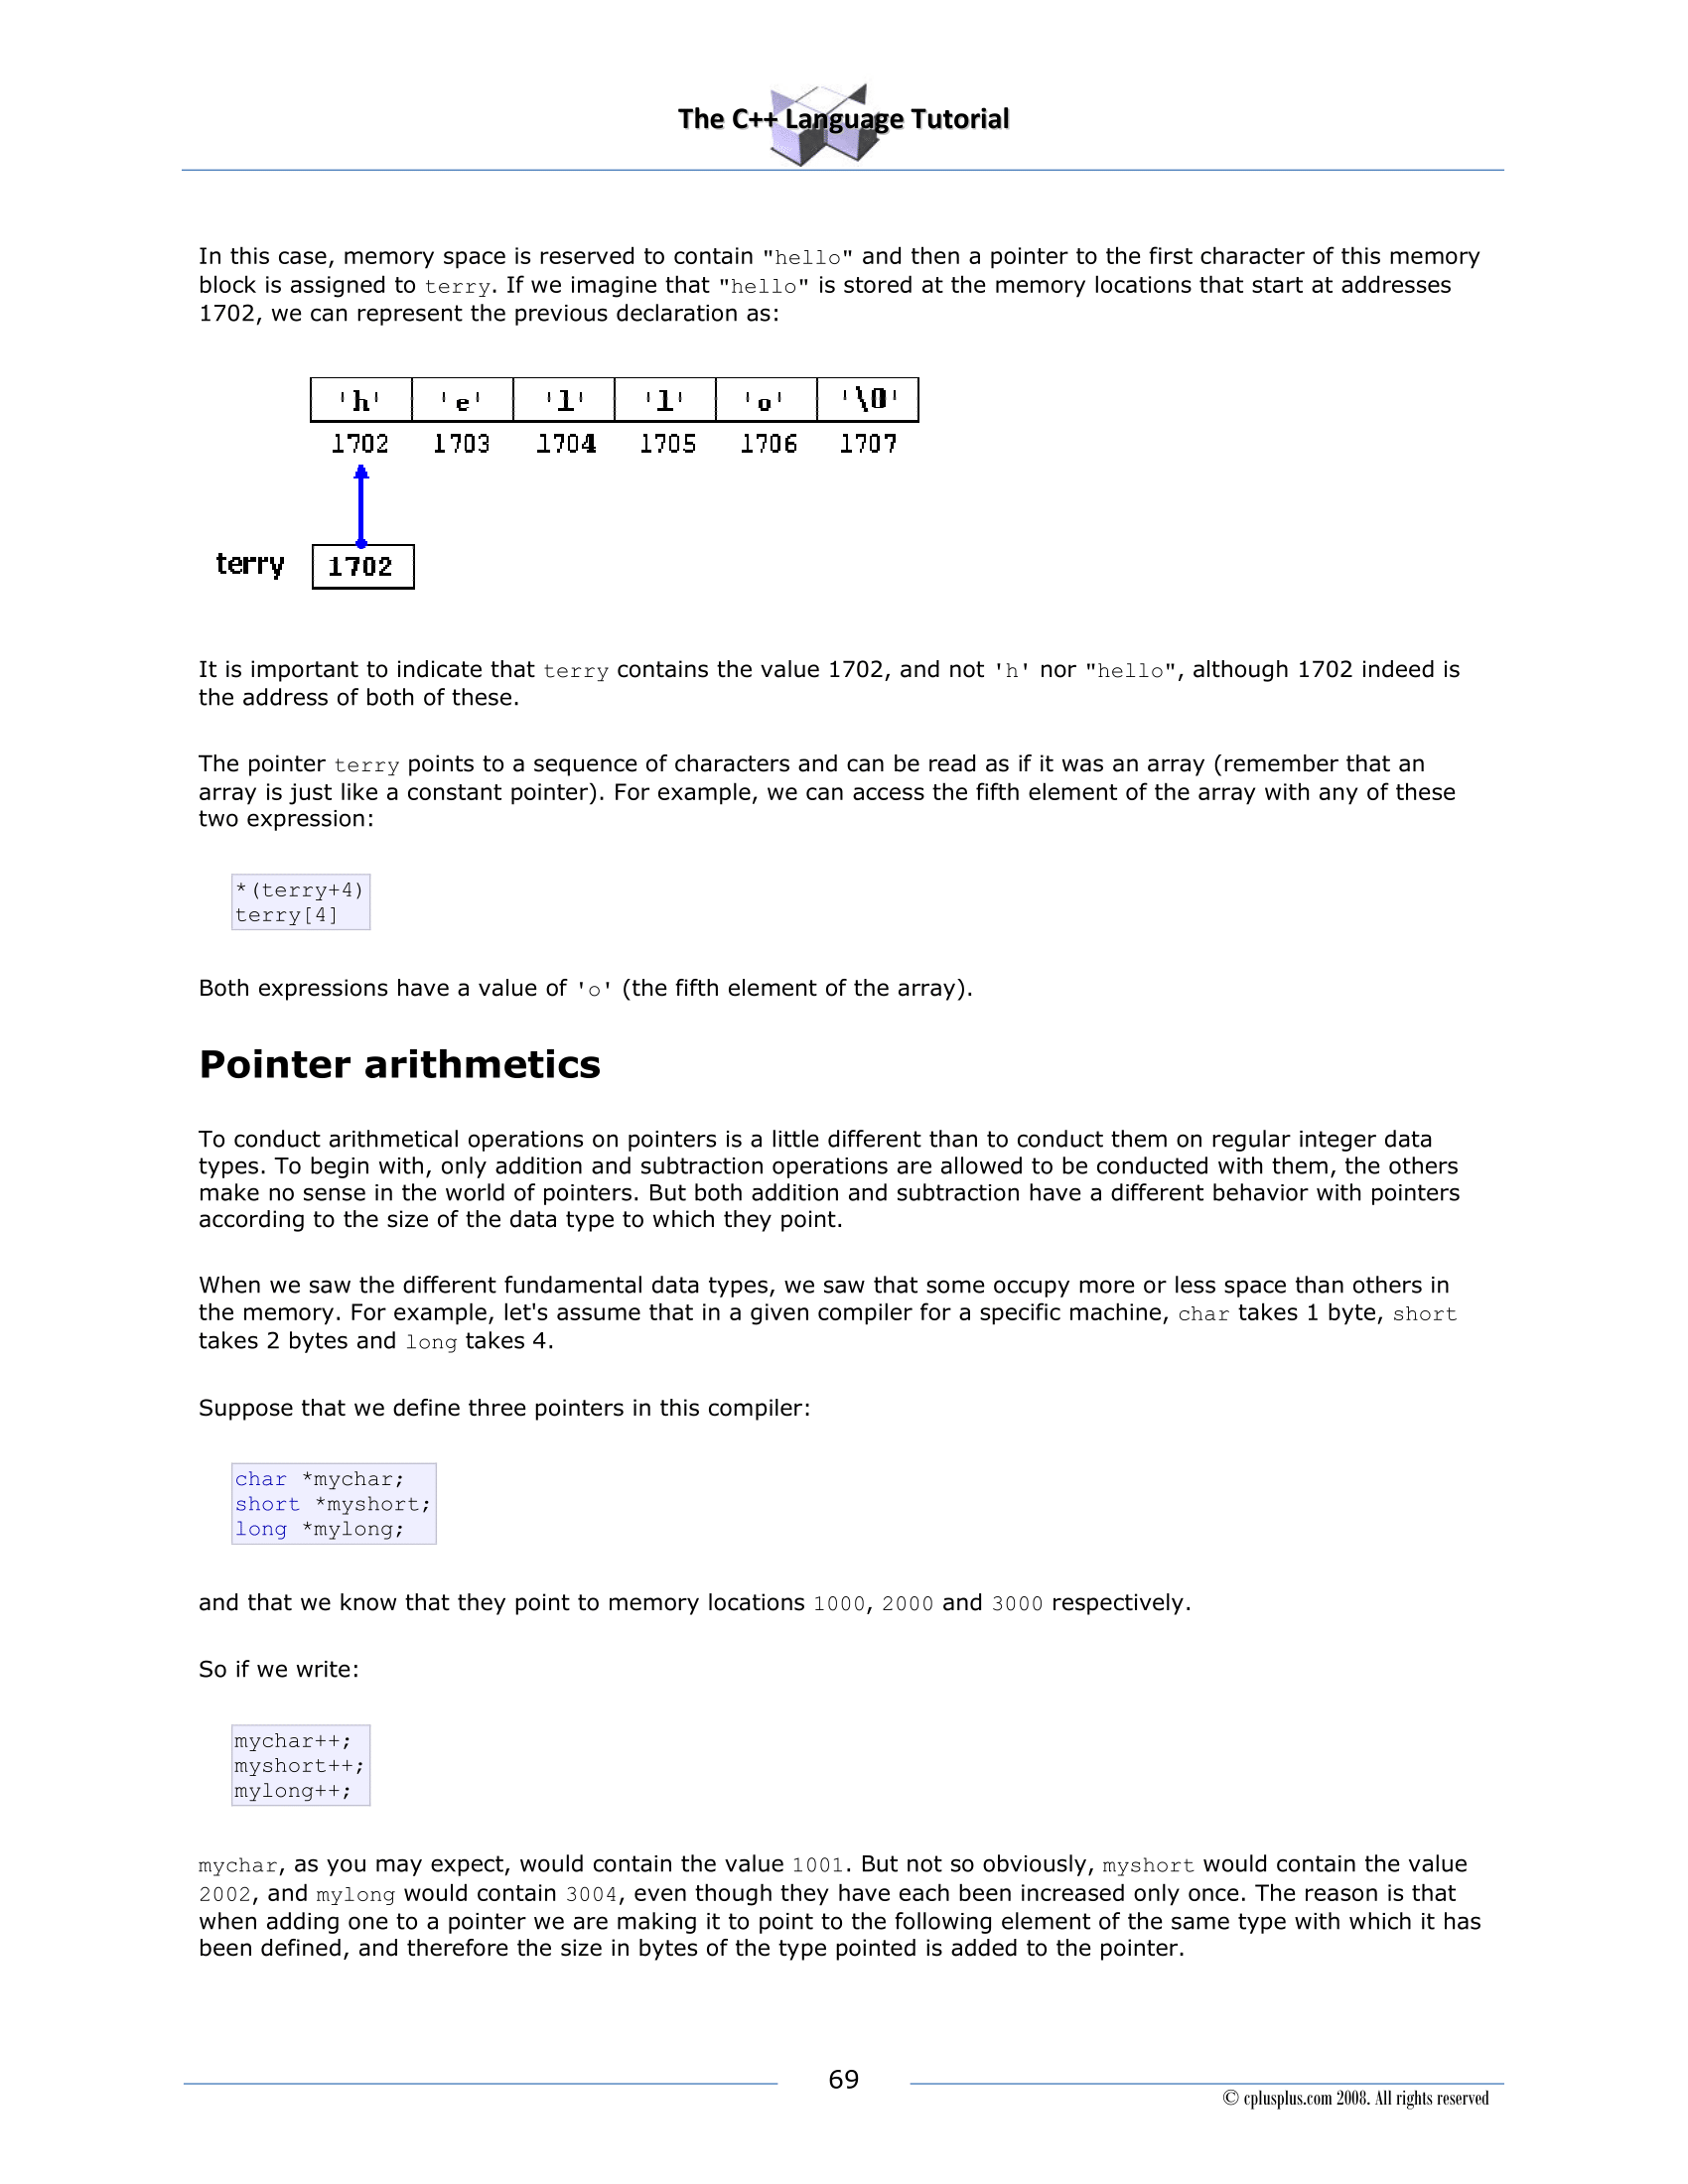 The C++ Language Tutorial
In this case, memory space is reserved to contain "hello" and then a pointer to the first character of this memory
block is assigned to terry. If we imagine that "hello" is stored at the memory locations that start at addresses
1702, we can represent the previous declaration as:
'h' 'e' 'l' 'l' 'o' '\0'
1702 1703 1704 1705 1706 1707
terry 1702
It is important to indicate that terry contains the value 1702, and not 'h' nor "hello", although 1702 indeed is
the address of both of these.
The pointer terry points to a sequence of characters and can be read as if it was an array (remember that an
array is just like a constant pointer). For example, we can access the fifth element of the array with any of these
two expression:
*(terry+4)
terry[4]
Both expressions have a value of 'o' (the fifth element of the array).
Pointer arithmetics
To conduct arithmetical operations on pointers is a little different than to conduct them on regular integer data
types. To begin with, only addition and subtraction operations are allowed to be conducted with them, the others
make no sense in the world of pointers. But both addition and subtraction have a different behavior with pointers
according to the size of the data type to which they point.
When we saw the different fundamental data types, we saw that some occupy more or less space than others in
the memory. For example, let's assume that in a given compiler for a specific machine, char takes 1 byte, short
takes 2 bytes and long takes 4.
Suppose that we define three pointers in this compiler:
char *mychar;
short *myshort;
long *mylong;
and that we know that they point to memory locations 1000, 2000 and 3000 respectively.
So if we write:
mychar++;
myshort++;
mylong++;
mychar, as you may expect, would contain the value 1001. But not so obviously, myshort would contain the value
2002, and mylong would contain 3004, even though they have each been increased only once. The reason is that
when adding one to a pointer we are making it to point to the following element of the same type with which it has
been defined, and therefore the size in bytes of the type pointed is added to the pointer.
69
© cplusplus.com 2008. All rights reserved